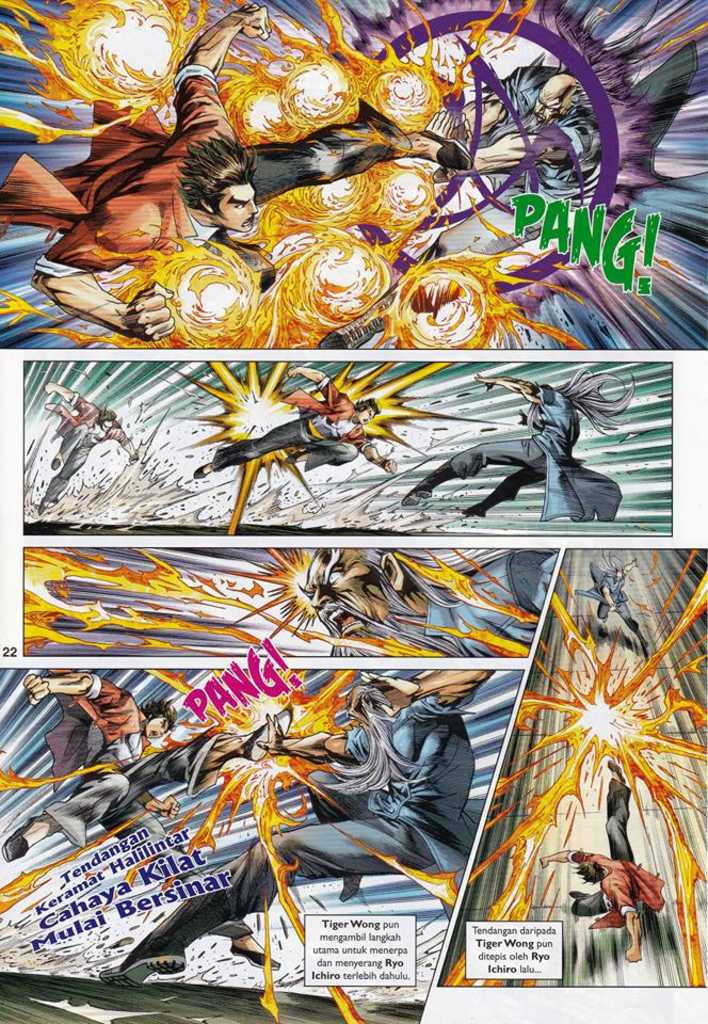 PANG!
22
PANG!
Tendangan
Keramat Halilintar
Cahaya Kilat
Mulai Bersinar
Tiger Wong pun
mengambil langkah
utama untuk menerpa
dan menyerang Ryo
Ichiro terlebih dahulu.
Tendangan daripada
Tiger Wong pun
ditepis oleh Ryo
Ichiro lalu...